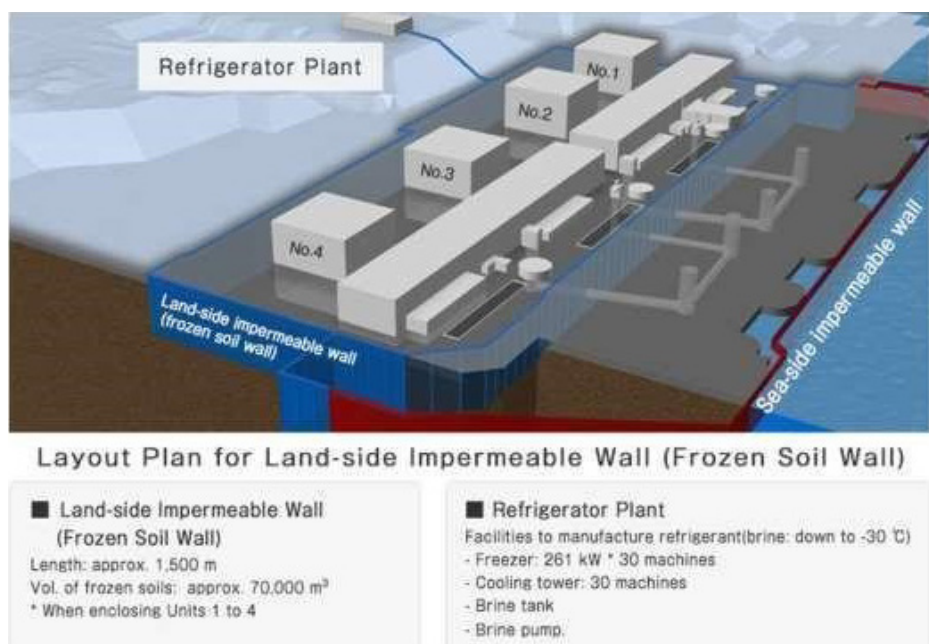 Refrigerator Plant
No.1
No.2
No.3
No.4
Land-side impermeable wall
(frozen soil wall)
Sea-side impermeable wall
Layout Plan for Land-side Impermeable Wall (Frozen Soil Wall)
■ Land-side Impermeable Wall
(Frozen Soil Wall)
Length: approx. 1,500 m
Vol. of frozen soils: approx. 70,000 m³
* When enclosing Units 1 to 4
■ Refrigerator Plant
Facilities to manufacture refrigerant(brine: down to -30 ℃)
- Freezer: 261 kW * 30 machines
- Cooling tower: 30 machines
- Brine tank
- Brine pump.